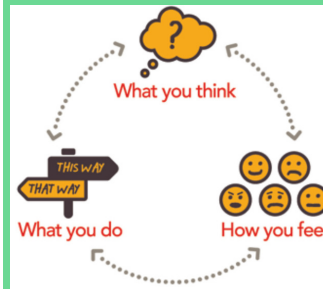 ?
What you think
THIS WAY
THAT WAY
What you do
How you fee